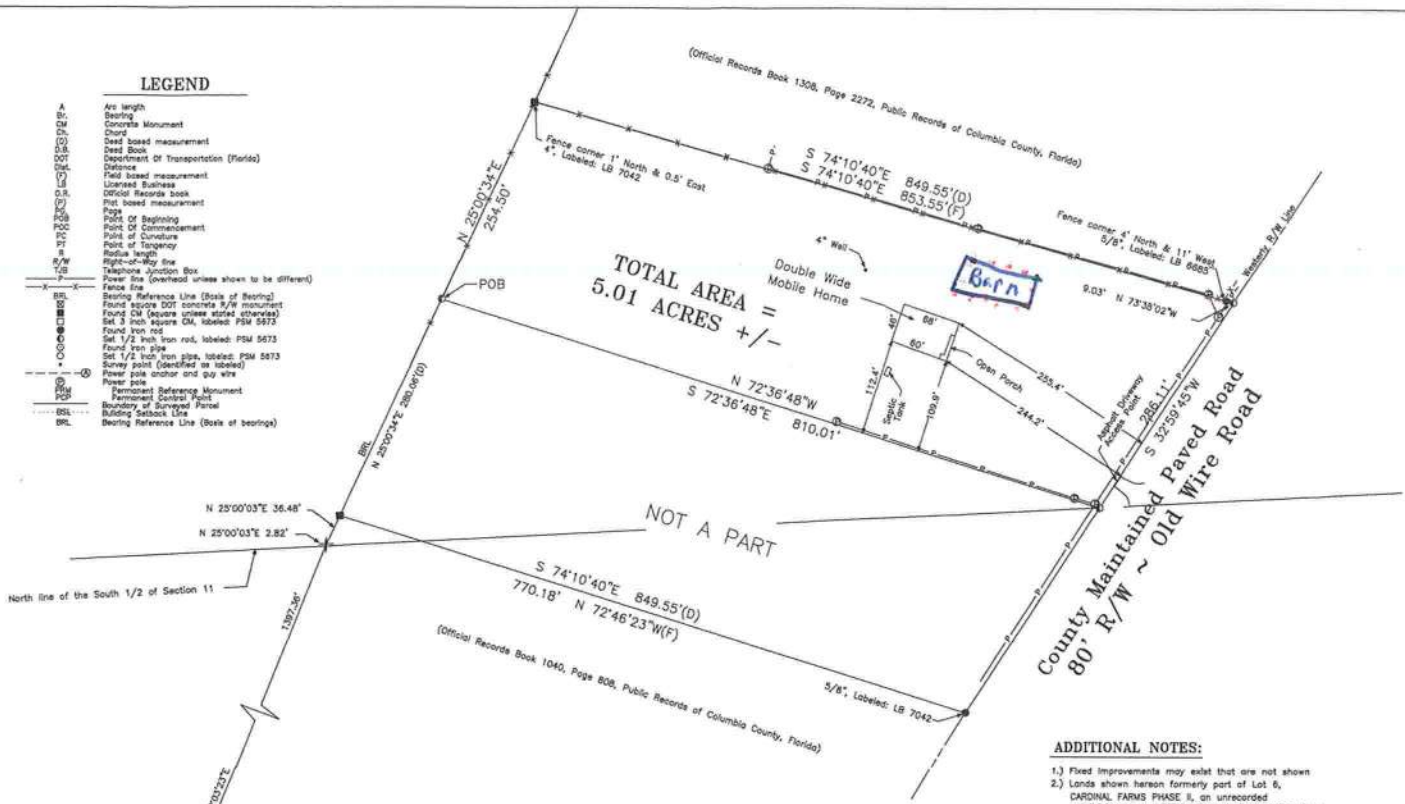 LEGEND
A Arc length
Br. Bearing
CM Concrete Monument
Ch. Chord
(D) Deed based measurement
D.B. Deed Book
DOT Department Of Transportation (Florida)
Dist. Distance
(F) Field based measurement
LB Licensed Business
O.R. Official Records book
(P) Plat based measurement
PG. Page
POB Point Of Beginning
POC Point Of Commencement
PC Point of Curvature
PT Point of Tangency
R Radius length
R/W Right-of-Way line
TJB Telephone Junction Box
P Power line (overhead unless shown to be different)
X X Fence line
BRL Bearing Reference Line (Basis of Bearing)
Found square DOT concrete R/W monument
Found CM (square unless stated otherwise)
Set 3 inch square CM, labeled: PSM 5673
Found iron rod
Set 1/2 inch iron rod, labeled: PSM 5673
Found iron pipe
Set 1/2 inch iron pipe, labeled: PSM 5673
Survey point (identified as labeled)
Power pole anchor and guy wire
P Power pole
PRM Permanent Reference Monument
PCP Permanent Control Point
Boundary of Surveyed Parcel
BSL Building Setback Line
BRL Bearing Reference Line (Basis of bearings)
(Official Records Book 1308, Page 2272, Public Records of Columbia County, Florida)
Fence corner 1' North & 0.5' East
4", Labeled: LB 7042
S 74°10'40"E 849.55'(D)
S 74°10'40"E 853.55'(F)
Fence corner 4' North & 11' West
5/8", Labeled: LB 6685
Westerly R/W Line
N 25°00'34"E
254.50'
4" Well
Barn
9.03' N 73°38'02"W
TOTAL AREA =
5.01 ACRES +/-
Double Wide
Mobile Home
POB
46'
68'
60'
Open Porch
255.4'
244.2'
112.4'
Septic
Tank
109.9'
Asphalt Driveway
Access Point
286.11'
S 32°59'45"W
N 72°36'48"W
S 72°36'48"E 810.01'
BRL
N 25°00'34"E 280.06'(D)
County Maintained Paved Road
80' R/W ~ Old Wire Road
N 25°00'03"E 36.48'
N 25°00'03"E 2.82'
NOT A PART
North line of the South 1/2 of Section 11
S 74°10'40"E 849.55'(D)
770.18' N 72°46'23"W(F)
1397.36'
(Official Records Book 1040, Page 808, Public Records of Columbia County, Florida)
5/8", Labeled: LB 7042
03'23"E
ADDITIONAL NOTES:
1.) Fixed improvements may exist that are not shown
2.) Lands shown hereon formerly part of Lot 6,
CARDINAL FARMS PHASE II, an unrecorded